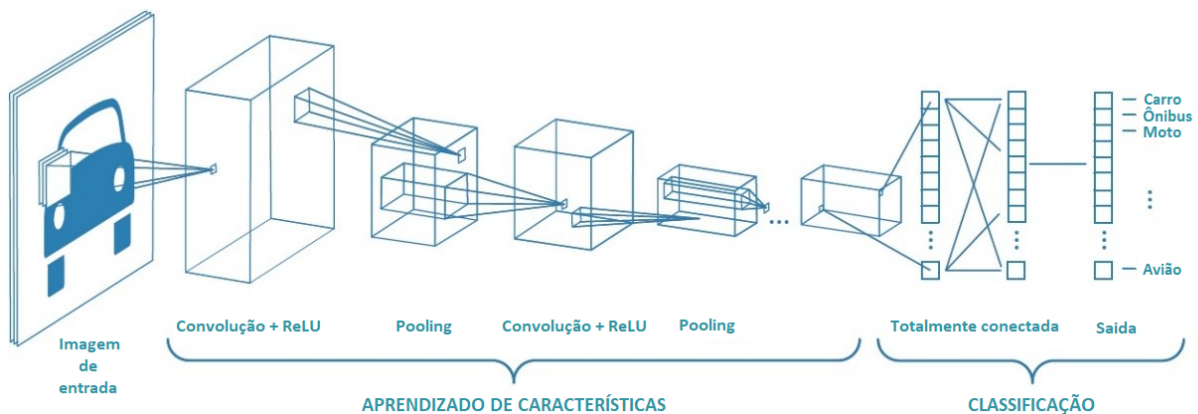 Carro
Ônibus
Moto
Avião
Convolução + ReLU
Pooling
Convolução + ReLU
Pooling
Totalmente conectada
Saida
Imagem
de
entrada
APRENDIZADO DE CARACTERÍSTICAS
CLASSIFICAÇÃO